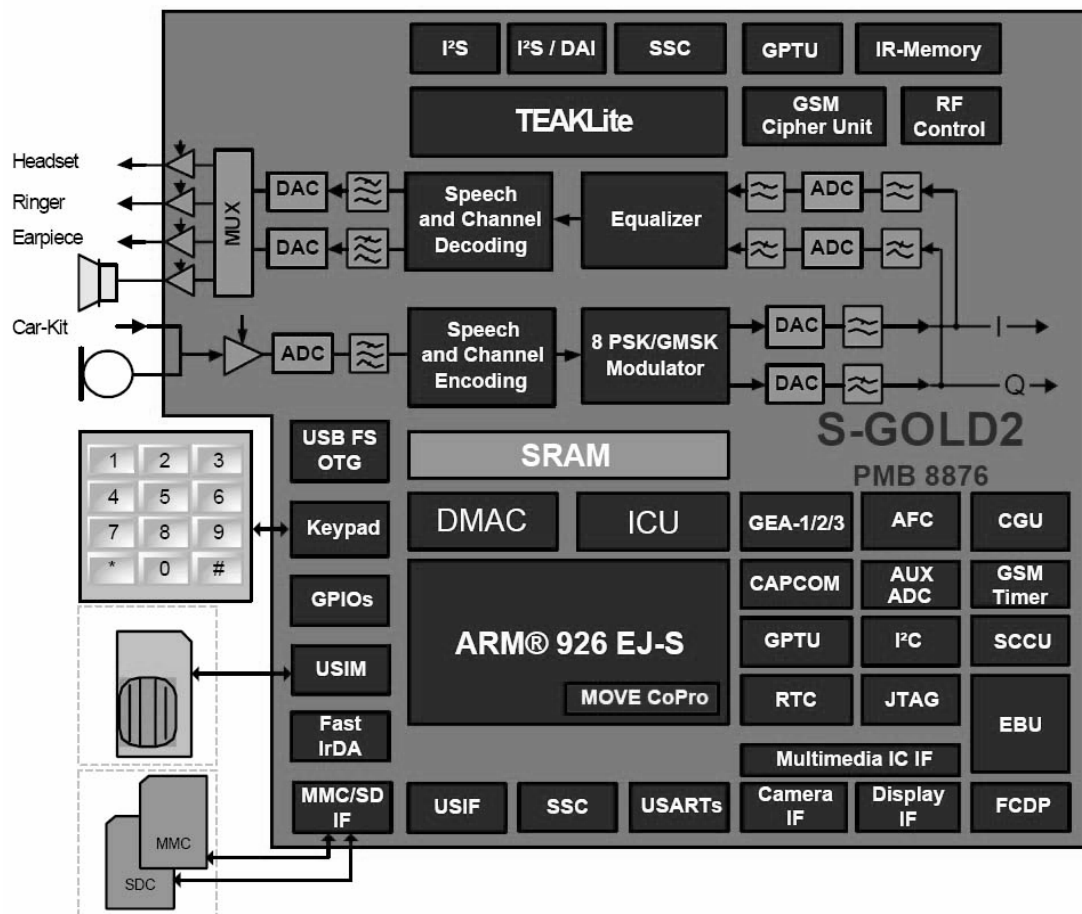 I²S
I²S / DAI
SSC
GPTU
IR-Memory
TEAKLite
GSM
Cipher Unit
RF
Control
Headset
Ringer
Earpiece
MUX
DAC
DAC
Speech
and Channel
Decoding
Equalizer
ADC
ADC
Car-Kit
ADC
Speech
and Channel
Encoding
8 PSK/GMSK
Modulator
DAC
DAC
I
Q
S-GOLD2
PMB 8876
1 2 3
4 5 6
7 8 9
* 0 #
USB FS
OTG
Keypad
GPIOs
USIM
Fast
IrDA
MMC/SD
IF
SRAM
DMAC
ICU
ARM® 926 EJ-S
MOVE CoPro
GEA-1/2/3
AFC
CGU
CAPCOM
AUX
ADC
GSM
Timer
GPTU
I²C
SCCU
RTC
JTAG
EBU
Multimedia IC IF
USIF
SSC
USARTs
Camera
IF
Display
IF
FCDP
MMC
SDC